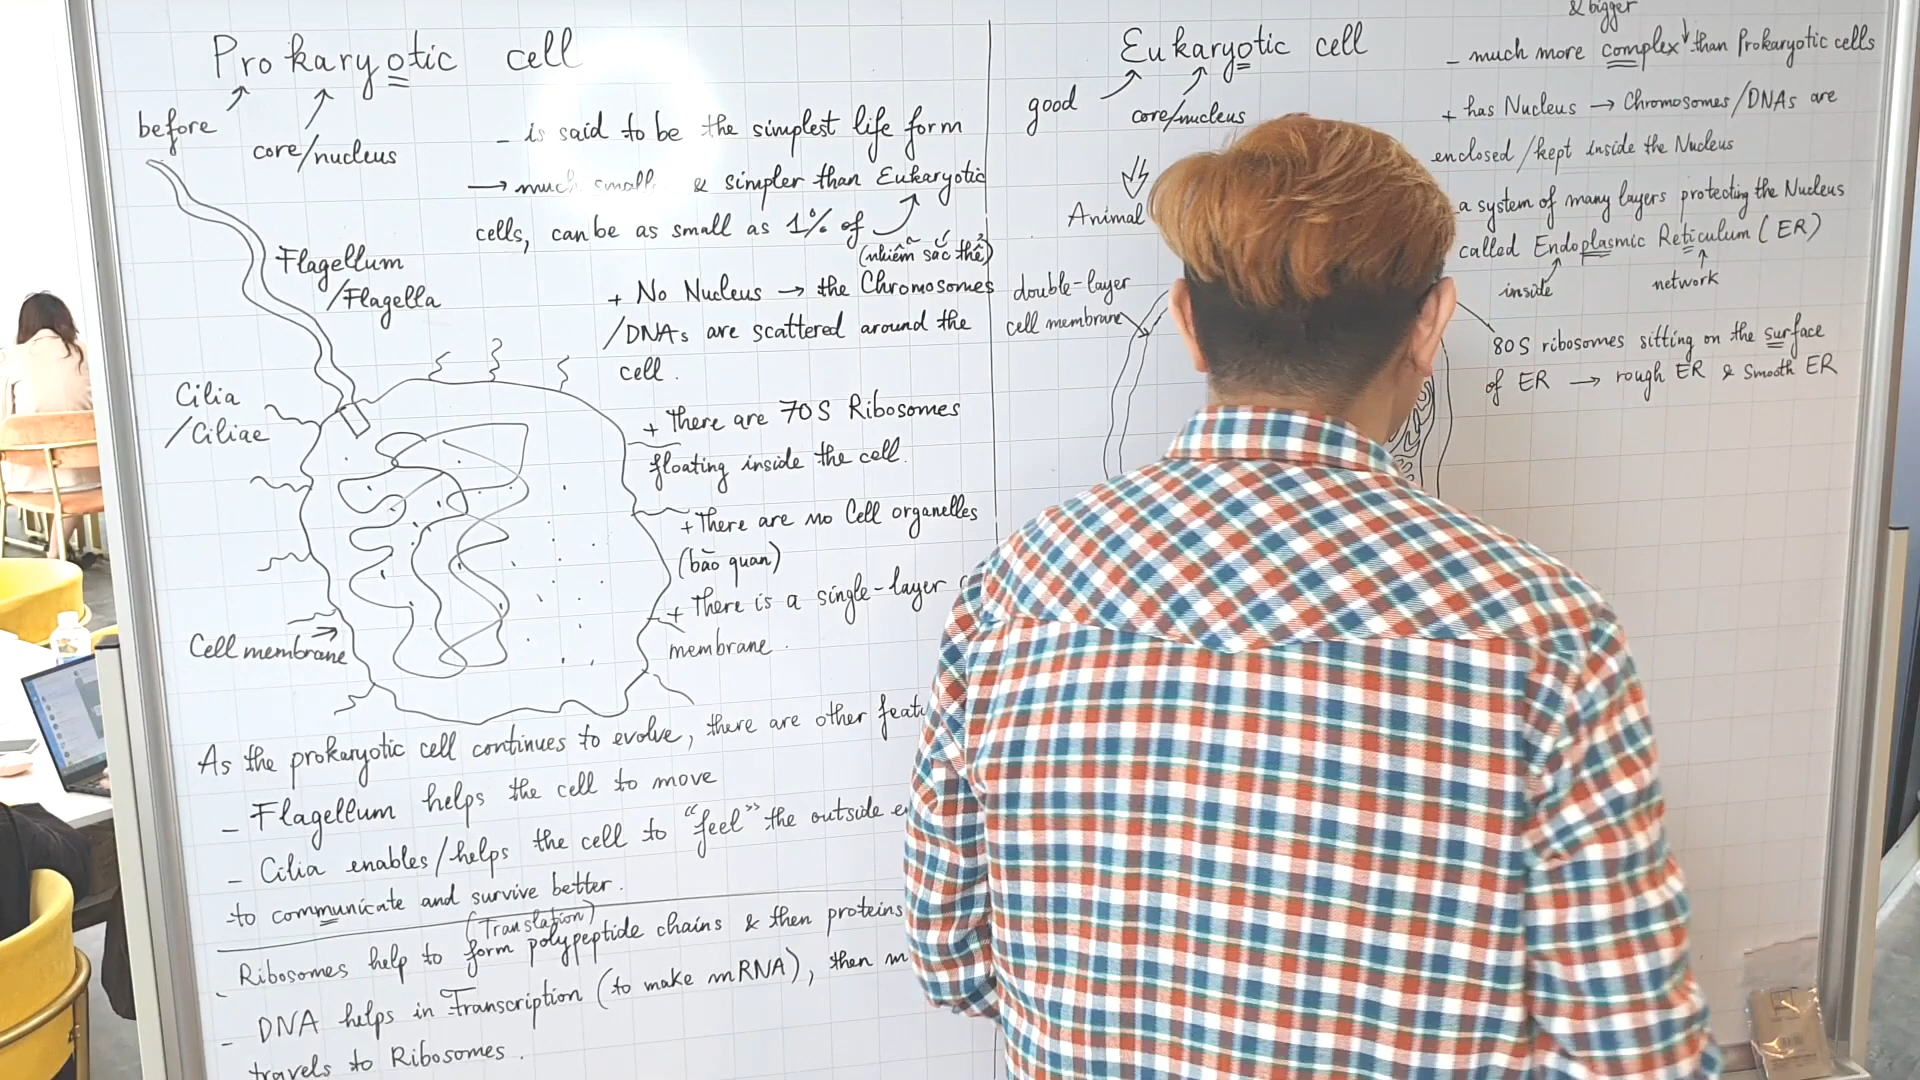 Prokaryotic cell
before
core/nucleus
- is said to be the simplest life form
→ much small & simpler than Eukaryotic
cells, can be as small as 1% of
(nhiễm sắc thể)
Flagellum
/Flagella
+ No Nucleus → the Chromosomes
/DNAs are scattered around the
cell.
Cilia
/Ciliae
+ There are 70S Ribosomes
floating inside the cell.
+ There are no Cell organelles
(bào quan)
+ There is a single-layer
membrane.
Cell membrane
As the prokaryotic cell continues to evolve, there are other featu
- Flagellum helps the cell to move
- Cilia enables/helps the cell to "feel" the outside e
to communicate and survive better.
(Translation)
- Ribosomes help to form polypeptide chains & then proteins
- DNA helps in Transcription (to make mRNA), then m
travels to Ribosomes.
Eukaryotic cell
good
core/nucleus
Animal
double-layer
cell membrane
& bigger
- much more complex than Prokaryotic cells
+ has Nucleus → Chromosomes/DNAs are
enclosed/kept inside the Nucleus
a system of many layers protecting the Nucleus
called Endoplasmic Reticulum (ER)
inside
network
80S ribosomes sitting on the surface
of ER → rough ER & Smooth ER